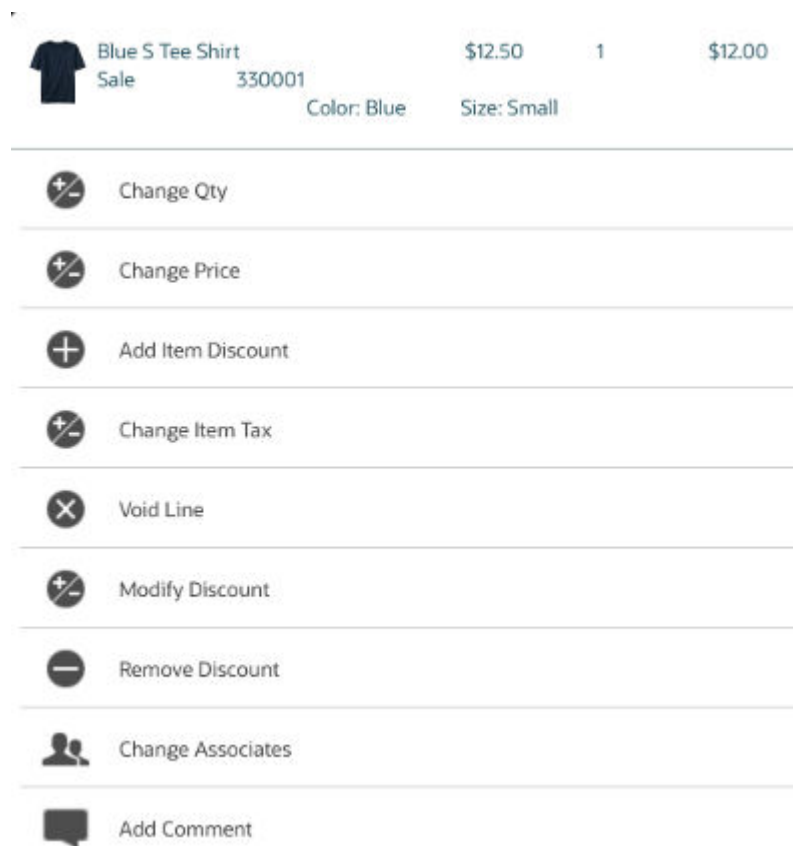 Blue S Tee Shirt $12.50 1 $12.00
Sale 330001
Color: Blue Size: Small
Change Qty
Change Price
Add Item Discount
Change Item Tax
Void Line
Modify Discount
Remove Discount
Change Associates
Add Comment